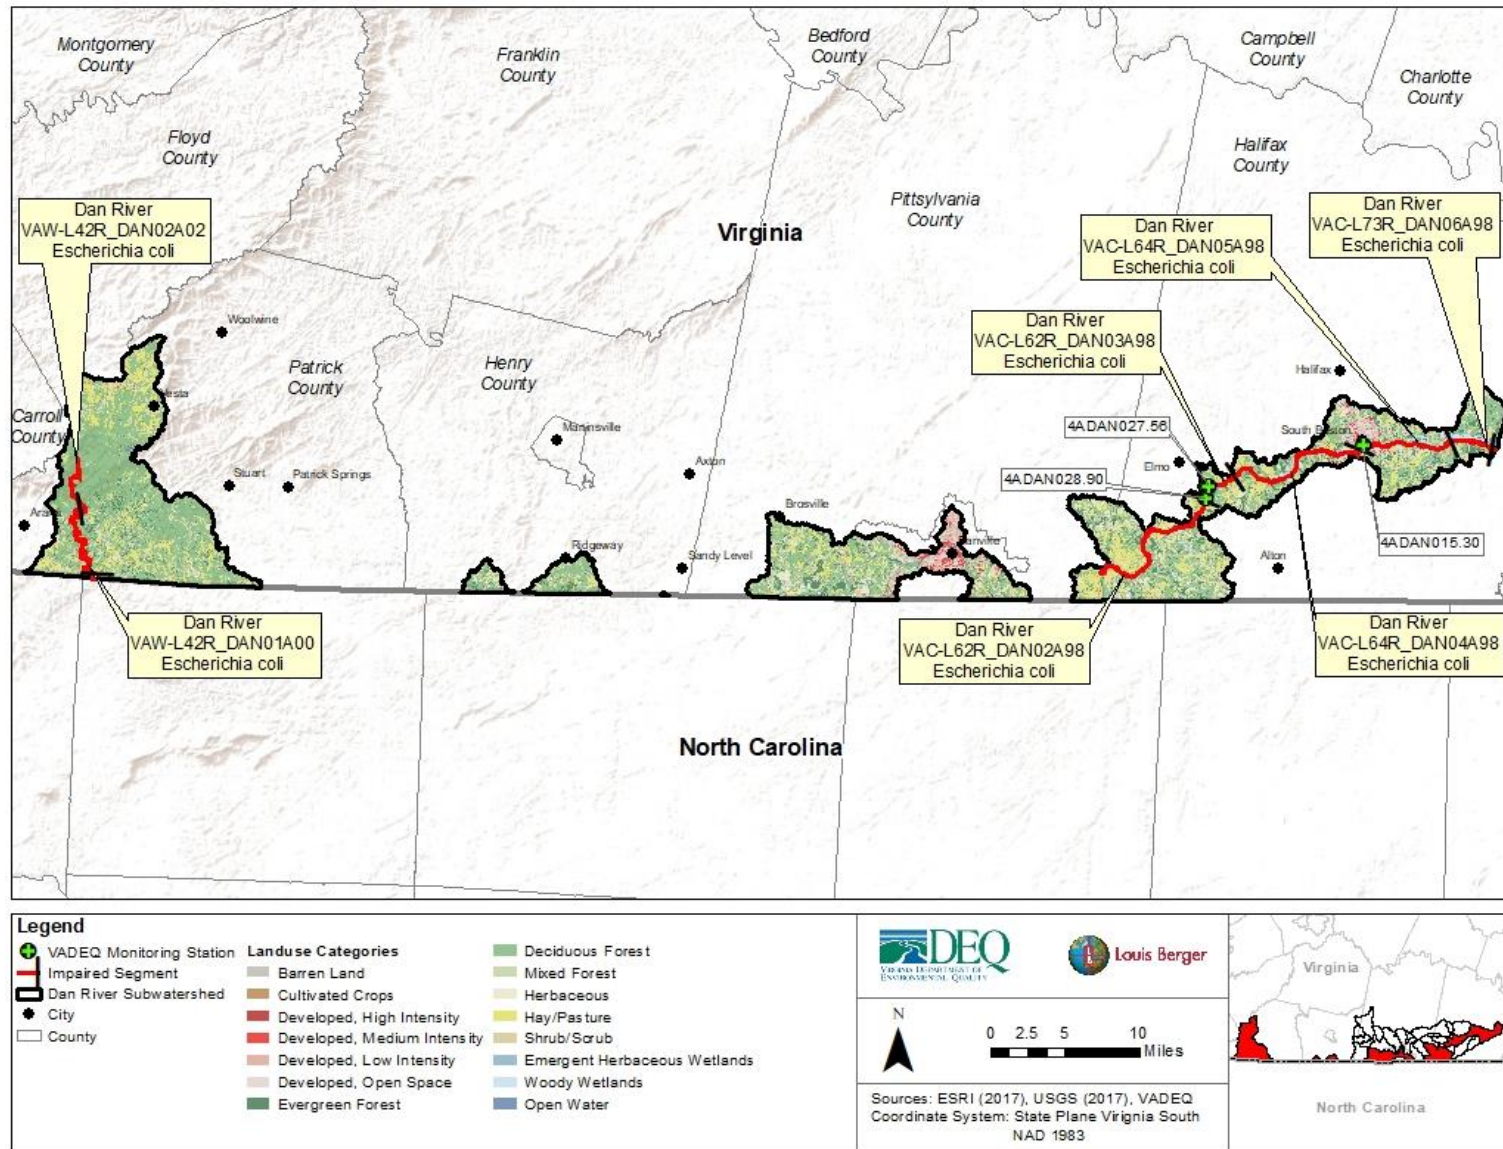 Montgomery
County
Franklin
County
Bedford
County
Campbell
County
Charlotte
County
Floyd
County
Halifax
County
Pittsylvania
County
Dan River
VAW-L42R_DAN02A02
Escherichia coli
Virginia
Dan River
VAC-L64R_DAN05A98
Escherichia coli
Dan River
VAC-L73R_DAN06A98
Escherichia coli
Woolwine
Patrick
County
Henry
County
Dan River
VAC-L62R_DAN03A98
Escherichia coli
Halifax
Carroll
County
Martinsville
4ADAN027.56
South Boston
Stuart
Patrick Springs
Axton
Elmo
4ADAN028.90
Brosville
Ridgeway
Sandy Level
Alton
4ADAN015.30
Dan River
VAW-L42R_DAN01A00
Escherichia coli
Dan River
VAC-L62R_DAN02A98
Escherichia coli
Dan River
VAC-L64R_DAN04A98
Escherichia coli
North Carolina
Legend
VADEQ Monitoring Station
Impaired Segment
Dan River Subwatershed
City
County
Landuse Categories
Barren Land
Cultivated Crops
Developed, High Intensity
Developed, Medium Intensity
Developed, Low Intensity
Developed, Open Space
Evergreen Forest
Deciduous Forest
Mixed Forest
Herbaceous
Hay/Pasture
Shrub/Scrub
Emergent Herbaceous Wetlands
Woody Wetlands
Open Water
DEQ
VIRGINIA DEPARTMENT OF
ENVIRONMENTAL QUALITY
Louis Berger
N
0 2.5 5 10
Miles
Sources: ESRI (2017), USGS (2017), VADEQ
Coordinate System: State Plane Virignia South
NAD 1983
Virginia
North Carolina